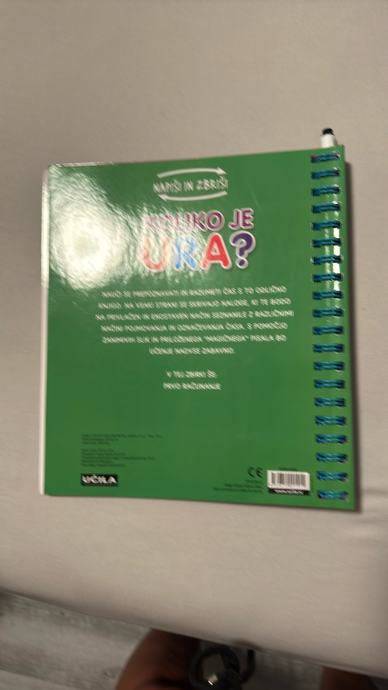 NAPIŠI IN ZBRIŠI
KOLIKO JE
URA?
NAUČI SE PREPOZNAVATI IN RAZUMETI ČAS S TO ODLIČNO
KNJIGO. NA VSAKI STRANI SE SKRIVAJO NALOGE, KI TE BODO
NA PRIVLAČEN IN ENOSTAVEN NAČIN SEZNANILE Z RAZLIČNIMI
NAČINI POJMOVANJA IN OZNAČEVANJA ČASA. S POMOČJO
ZANIMIVIH SLIK IN PRILOŽENEGA "MAGIČNEGA" PISALA BO
UČENJE NADVSE ZABAVNO.
V TEJ ZBIRKI ŠE:
PRVO RAČUNANJE
CE
UČILA